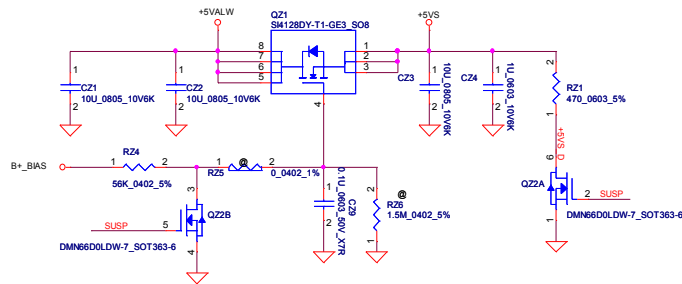 +5VALW
QZ1
SI4128DY-T1-GE3_SO8
+5VS
8
7
6
5
1
2
3
4
1
2
CZ1
10U_0805_10V6K
1
2
CZ2
10U_0805_10V6K
CZ3
1
2
10U_0805_10V6K
CZ4
1
2
1U_0603_10V6K
2
1
RZ1
470_0603_5%
+5VS_D
B+_BIAS
RZ4
1
2
56K_0402_5%
1
RZ5
@
2
0_0402_1%
3
QZ2B
SUSP
5
4
DMN66D0LDW-7_SOT363-6
1
2
CZ9
0.1U_0603_50V_X7R
2
1
@
RZ6
1.5M_0402_5%
6
QZ2A
2
SUSP
1
DMN66D0LDW-7_SOT363-6